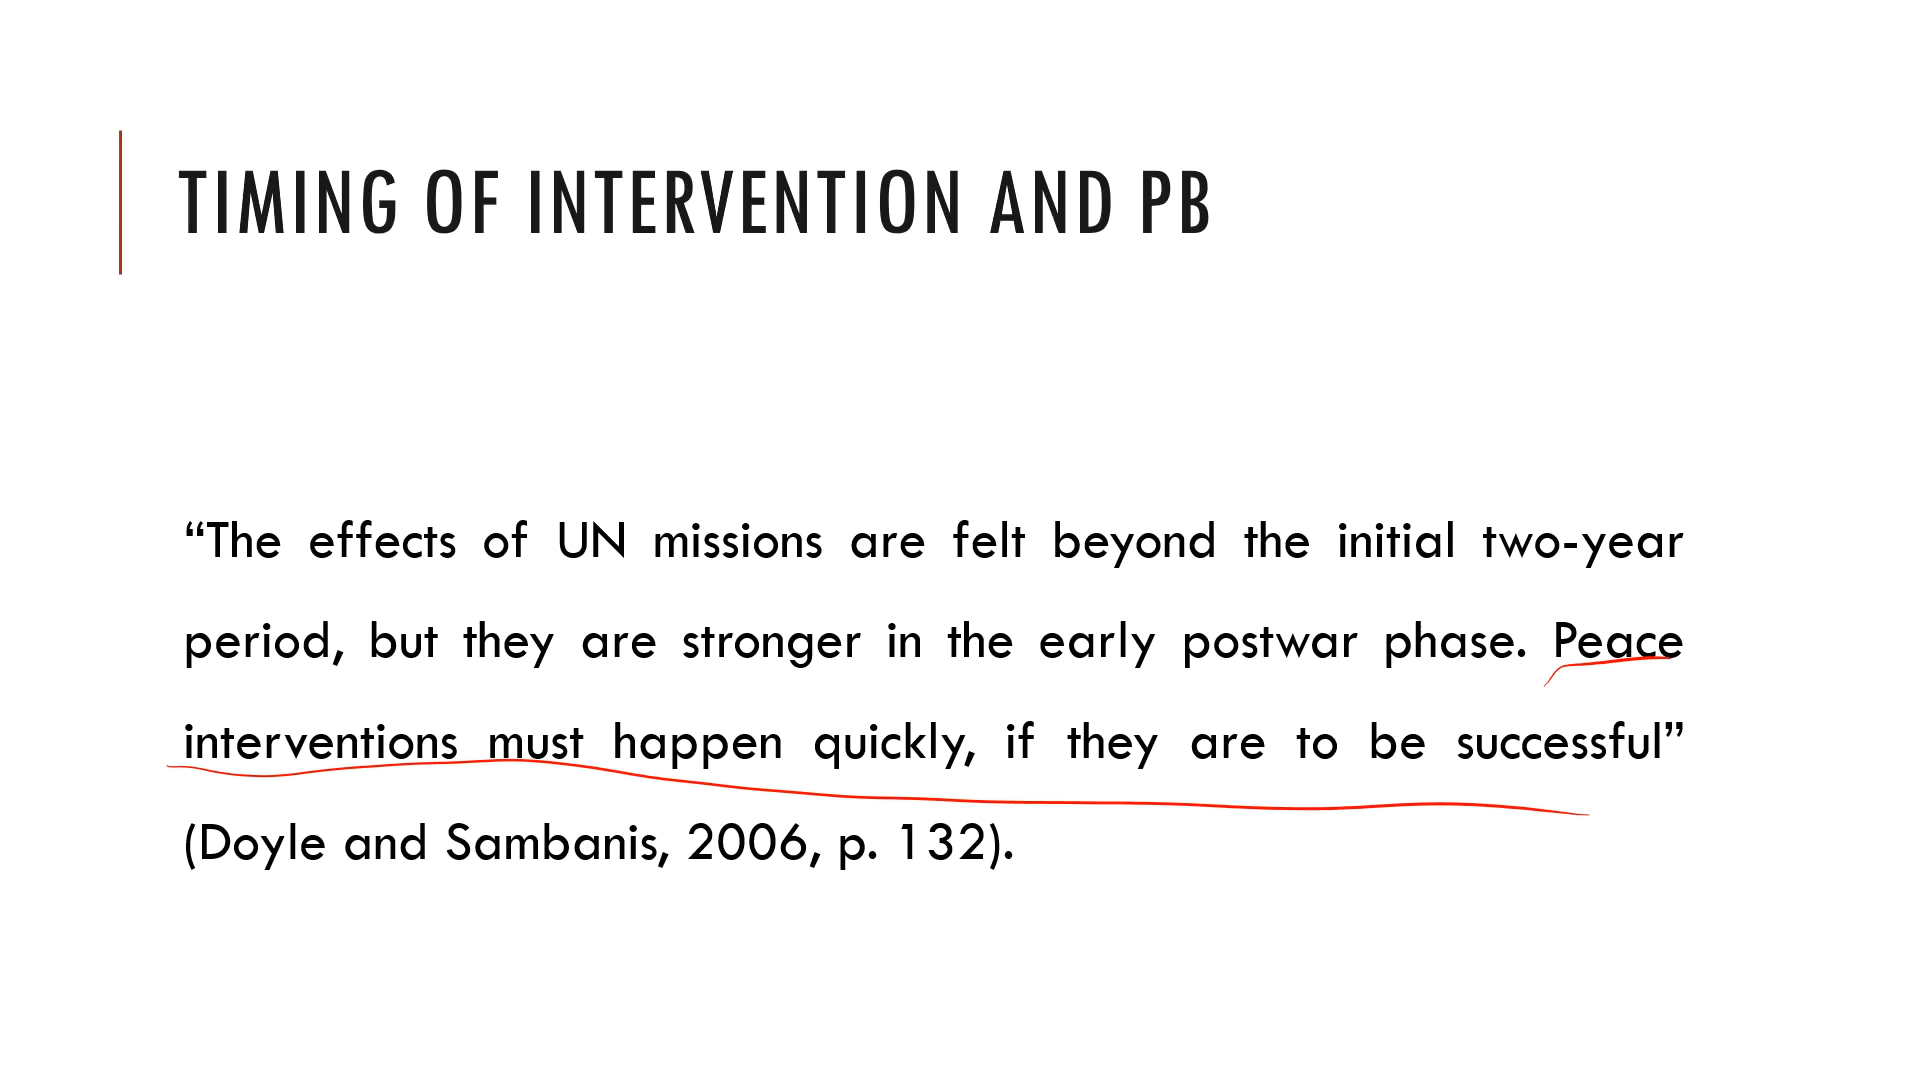 TIMING OF INTERVENTION AND PB
“The effects of UN missions are felt beyond the initial two-year
period, but they are stronger in the early postwar phase. Peace
interventions must happen quickly, if they are to be successful”
(Doyle and Sambanis, 2006, p. 132).